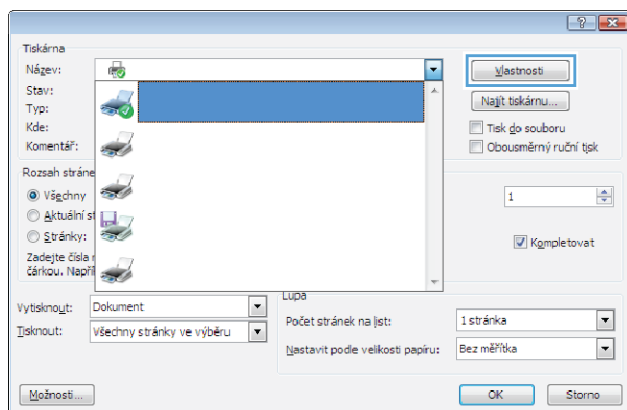 Tiskárna
Název:
Vlastnosti
Stav:
Najít tiskárnu...
Typ:
Kde:
Tisk do souboru
Komentář:
Obousměrný ruční tisk
Rozsah stráne
Všechny
1
Aktuální st
Stránky:
Kompletovat
Zadejte čísla r
čárkou. Napří
Vytisknout: Dokument
Lupa
Počet stránek na list: 1 stránka
Tisknout: Všechny stránky ve výběru
Nastavit podle velikosti papíru: Bez měřítka
Možnosti...
OK
Storno